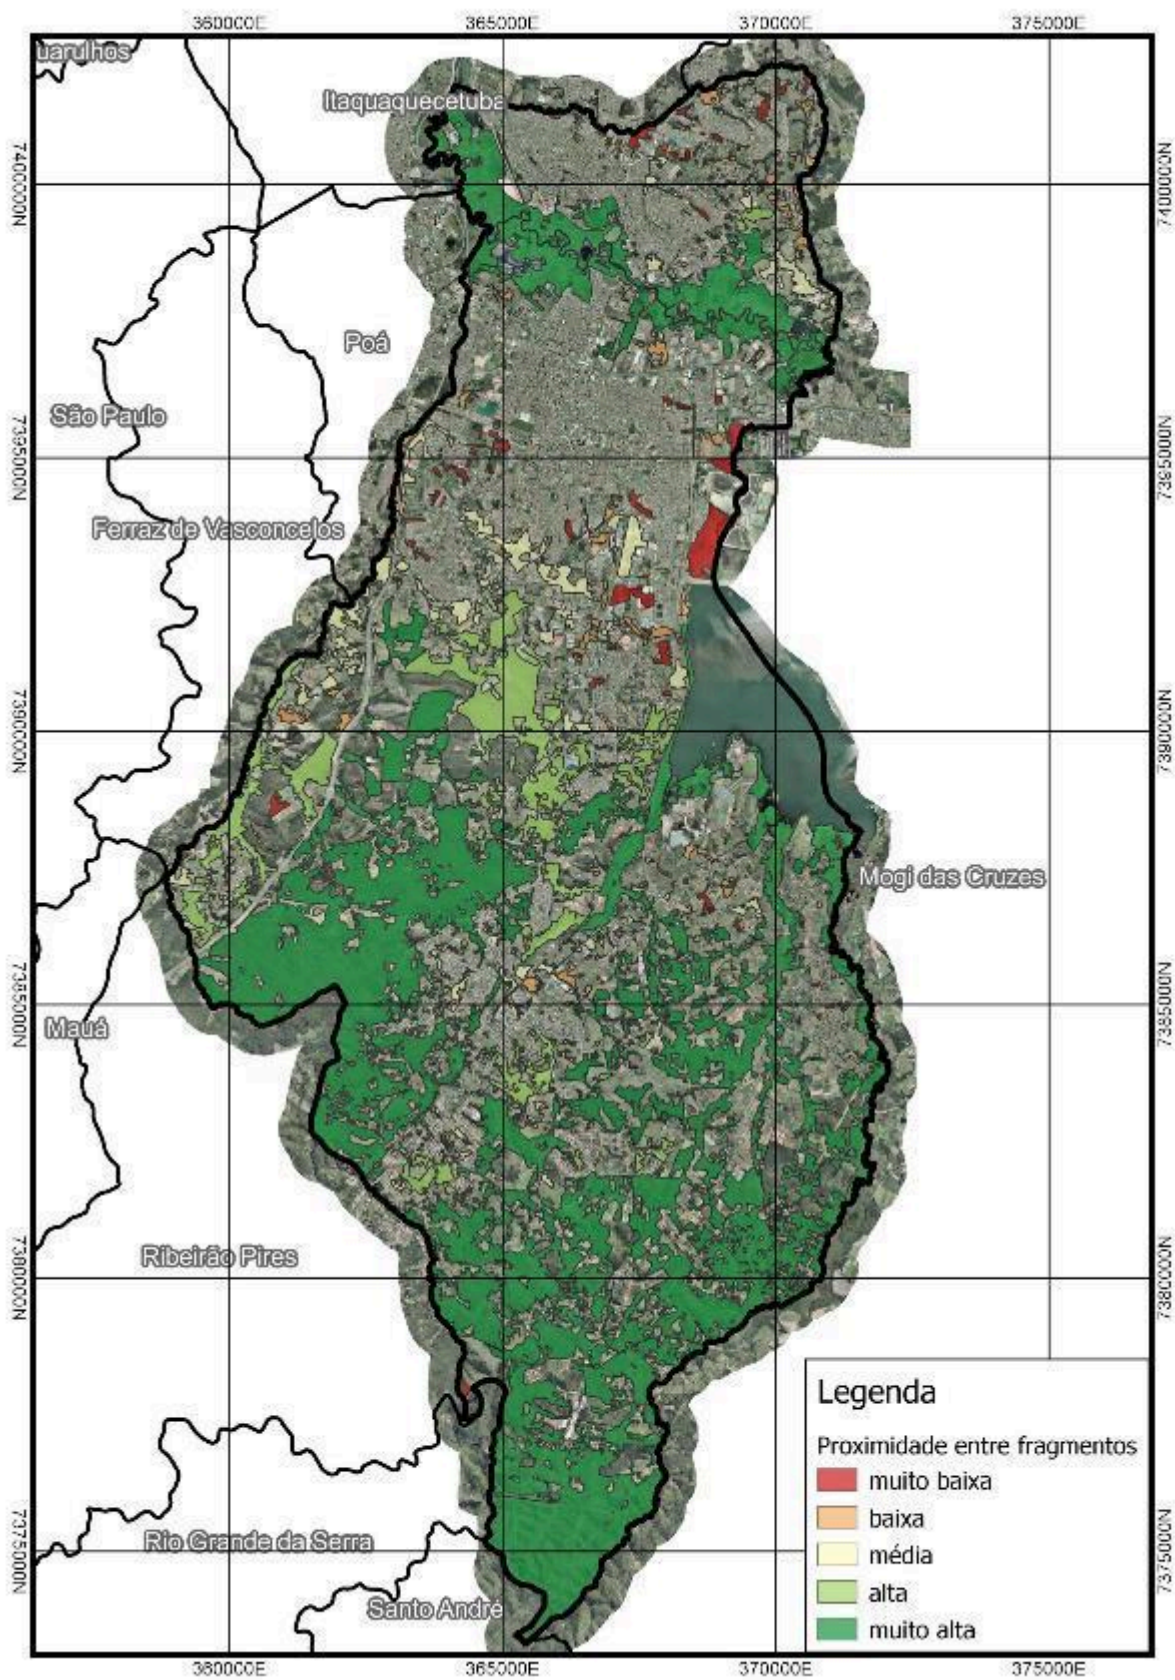 360000E 365000E 370000E 375000E
uarulhos
Itaquaquecetuba
7400000N 7400000N
Poá
São Paulo
7395000N 7395000N
Ferraz de Vasconcelos
7390000N 7390000N
Mogi das Cruzes
7385000N 7385000N
Mauá
Ribeirão Pires
7380000N 7380000N
Rio Grande da Serra
7375000N 7375000N
Santo André
Legenda
Proximidade entre fragmentos
muito baixa
baixa
média
alta
muito alta
360000E 365000E 370000E 375000E